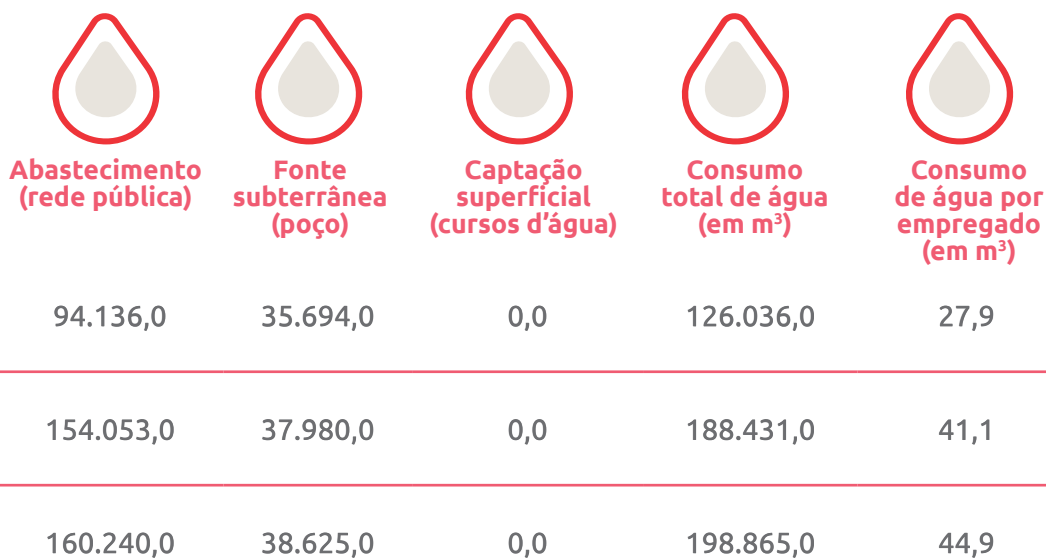 Abastecimento
(rede pública)
Fonte
subterrânea
(poço)
Captação
superficial
(cursos d’água)
Consumo
total de água
(em m³)
Consumo
de água por
empregado
(em m³)
94.136,0 35.694,0 0,0 126.036,0 27,9
154.053,0 37.980,0 0,0 188.431,0 41,1
160.240,0 38.625,0 0,0 198.865,0 44,9